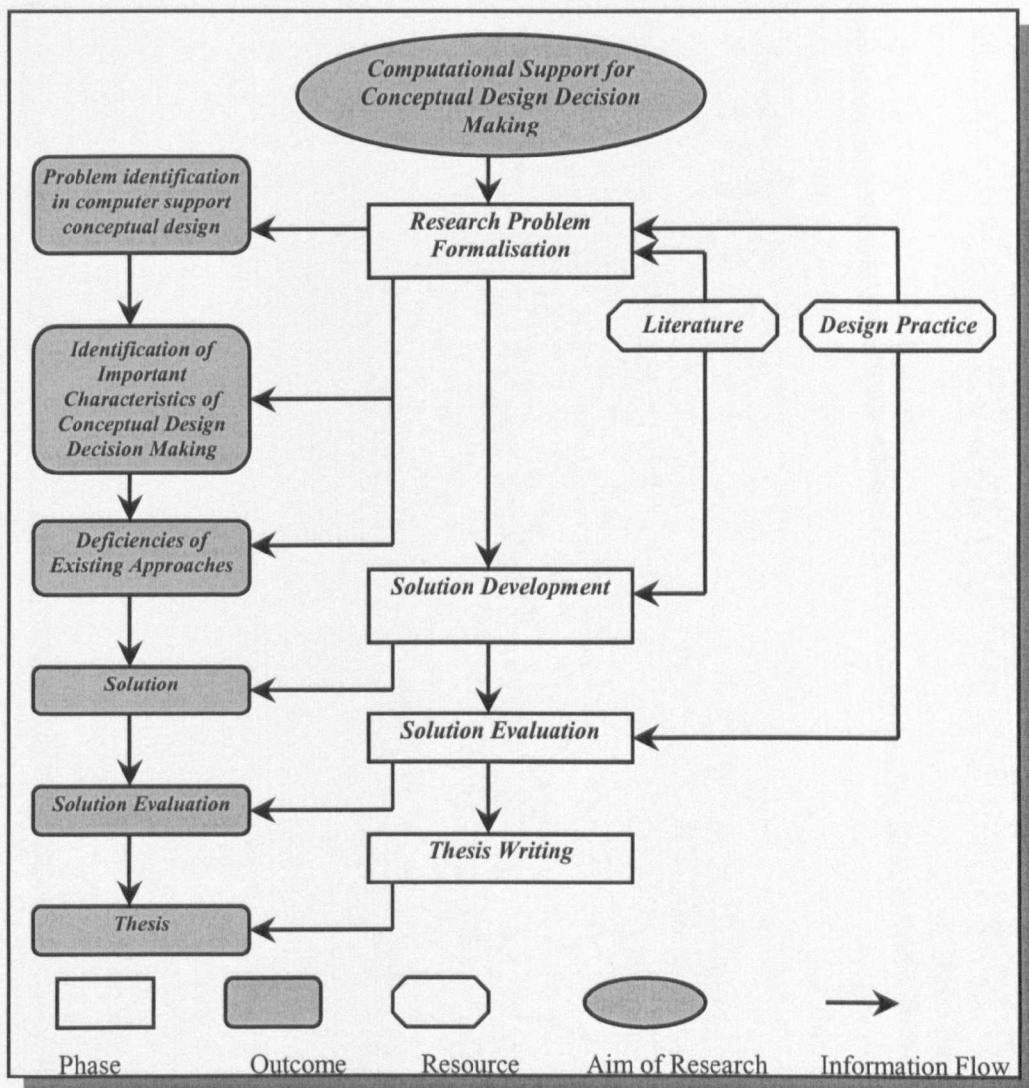 Computational Support for
Conceptual Design Decision
Making
Problem identification
in computer support
conceptual design
Research Problem
Formalisation
Literature
Design Practice
Identification of
Important
Characteristics of
Conceptual Design
Decision Making
Deficiencies of
Existing Approaches
Solution Development
Solution
Solution Evaluation
Solution Evaluation
Thesis Writing
Thesis
Phase
Outcome
Resource
Aim of Research
Information Flow